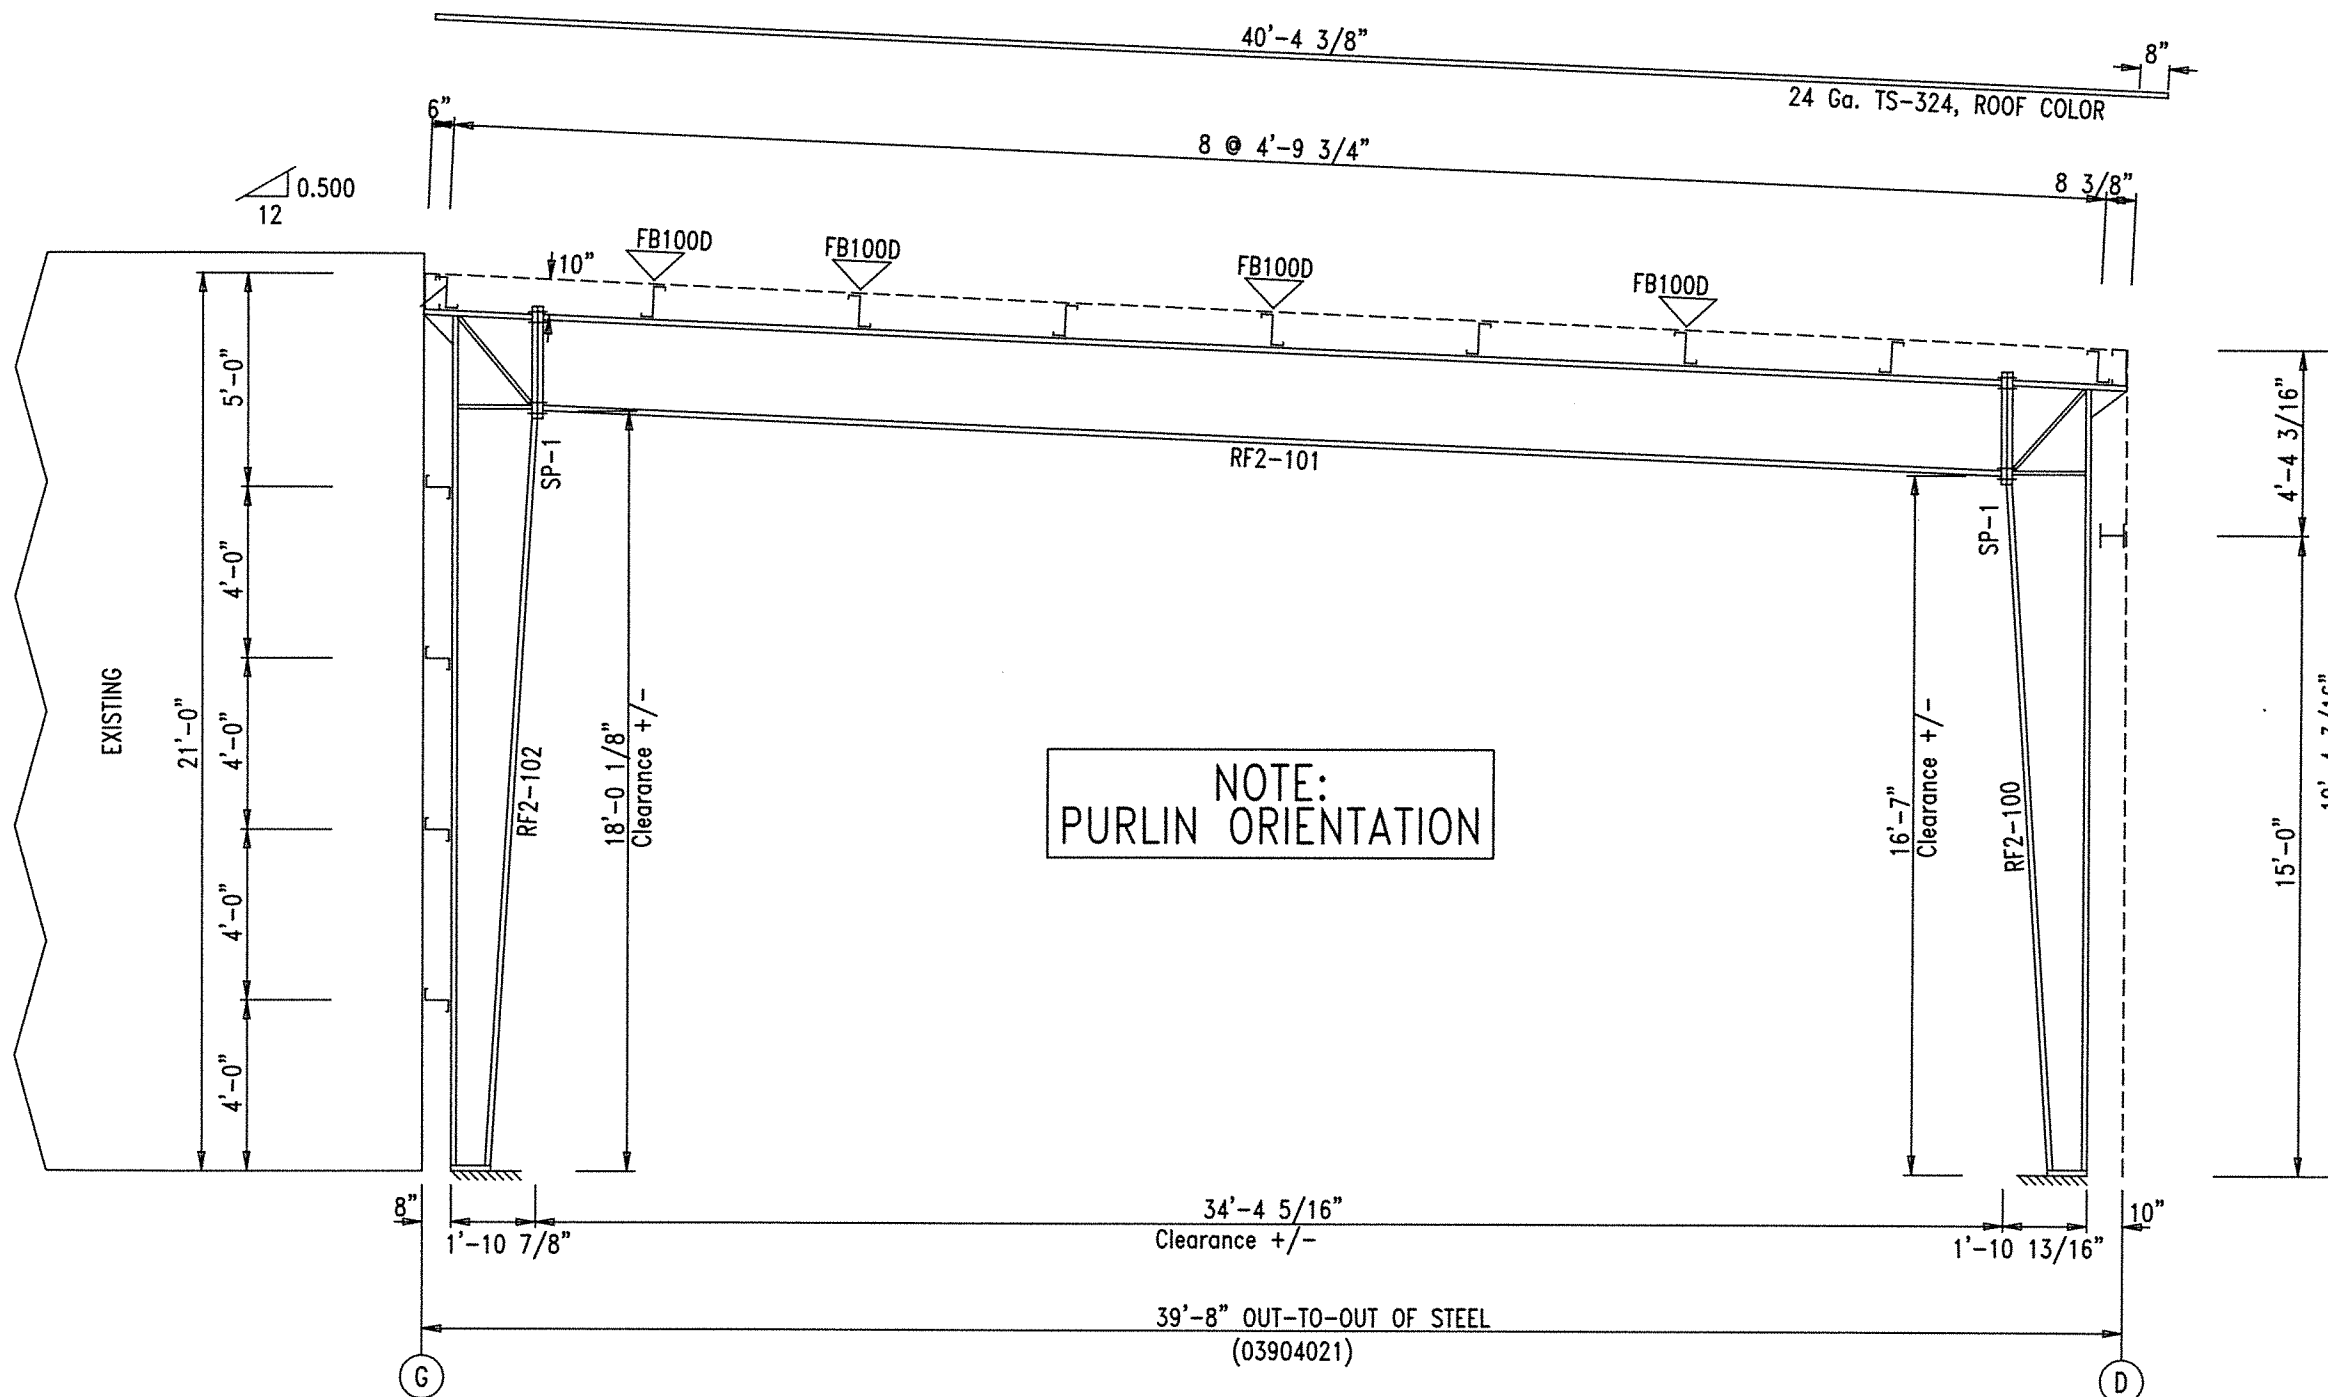 40'-4 3/8"
8"
24 Ga. TS-324, ROOF COLOR
6"
8 @ 4'-9 3/4"
8 3/8"
0.500
12
FB100D
FB100D
FB100D
FB100D
10"
5'-0"
4'-0"
4'-0"
4'-0"
4'-0"
21'-0"
EXISTING
SP-1
RF2-101
SP-1
RF2-102
18'-0 1/8"
Clearance +/-
NOTE:
PURLIN ORIENTATION
16'-7"
Clearance +/-
RF2-100
4'-4 3/16"
15'-0"
8"
1'-10 7/8"
34'-4 5/16"
Clearance +/-
1'-10 13/16"
10"
39'-8" OUT-TO-OUT OF STEEL
(03904021)
G
D